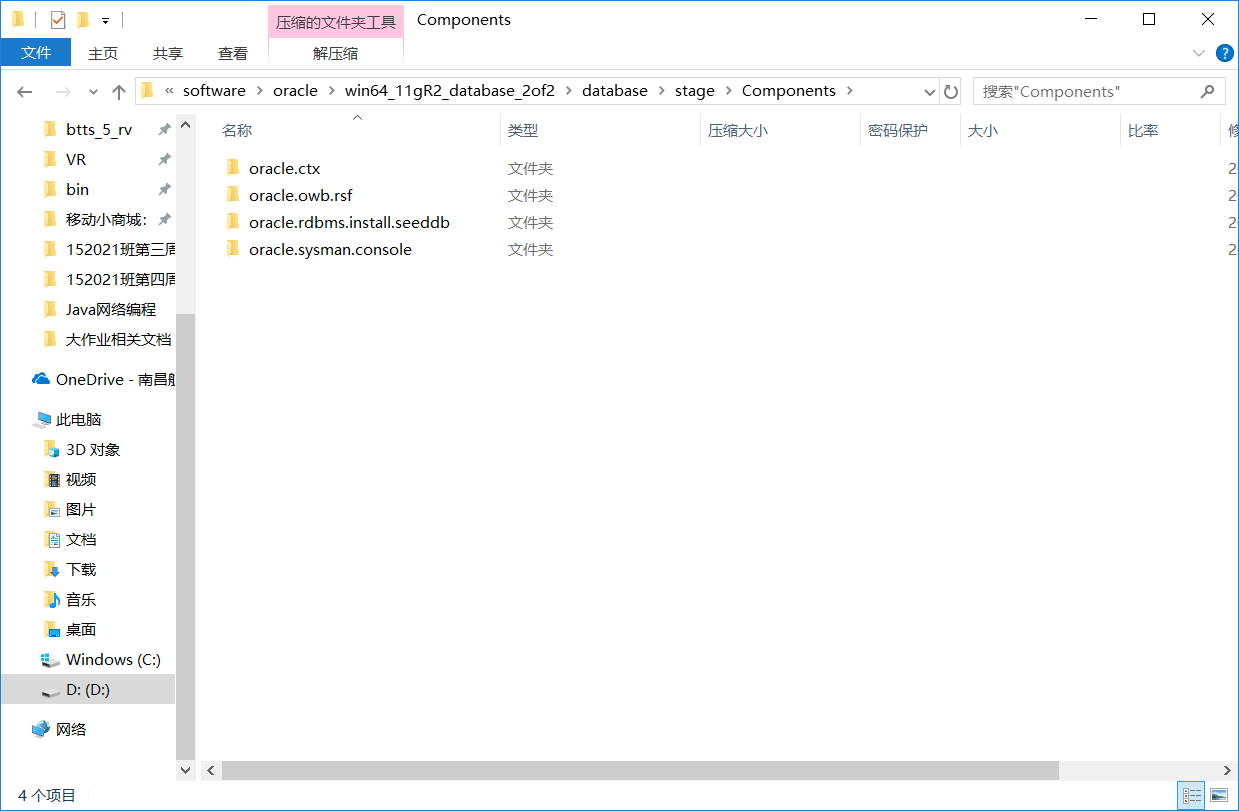 压缩的文件夹工具 Components
文件 主页 共享 查看 解压缩
« software › oracle › win64_11gR2_database_2of2 › database › stage › Components › 搜索"Components"
btts_5_rv
VR
bin
移动小商城：
152021班第三周
152021班第四周
Java网络编程
大作业相关文档
OneDrive - 南昌航
此电脑
3D 对象
视频
图片
文档
下载
音乐
桌面
Windows (C:)
D: (D:)
网络
名称 类型 压缩大小 密码保护 大小 比率 修
oracle.ctx 文件夹 2
oracle.owb.rsf 文件夹 2
oracle.rdbms.install.seeddb 文件夹 2
oracle.sysman.console 文件夹 2
4 个项目